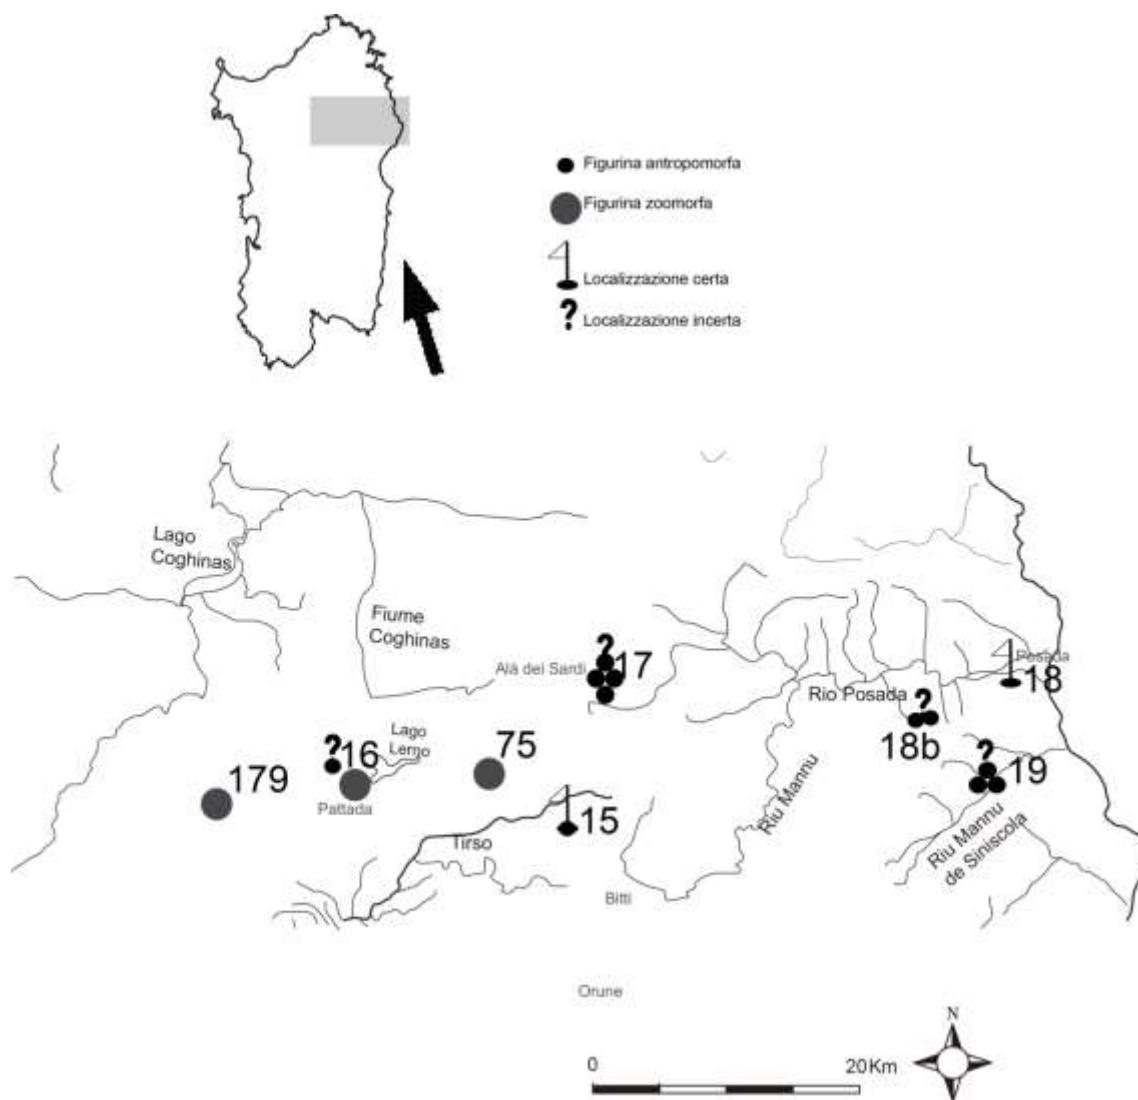 Figurina antropomorfa
Figurina zoomorfa
Localizzazione certa
? Localizzazione incerta
Lago
Coghinas
Fiume
Coghinas
Alà dei Sardi
?
17
Posada
18
Rio Posada
?
18b
Lago
Lerno
?
16
75
179
Pattada
?
19
15
Tirso
Riu Mannu
Riu Mannu
de Siniscola
Bitti
Orune
N
0
20Km